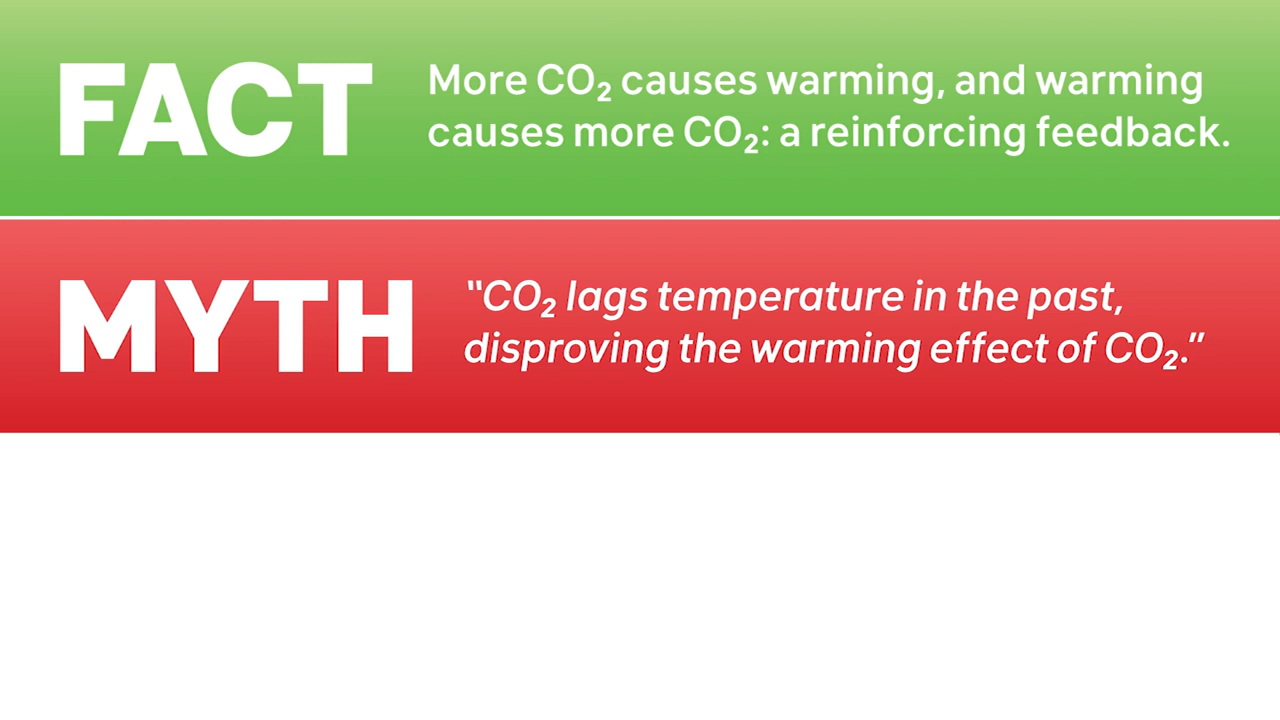 FACT
More CO₂ causes warming, and warming
causes more CO₂: a reinforcing feedback.
MYTH
"CO₂ lags temperature in the past,
disproving the warming effect of CO₂."